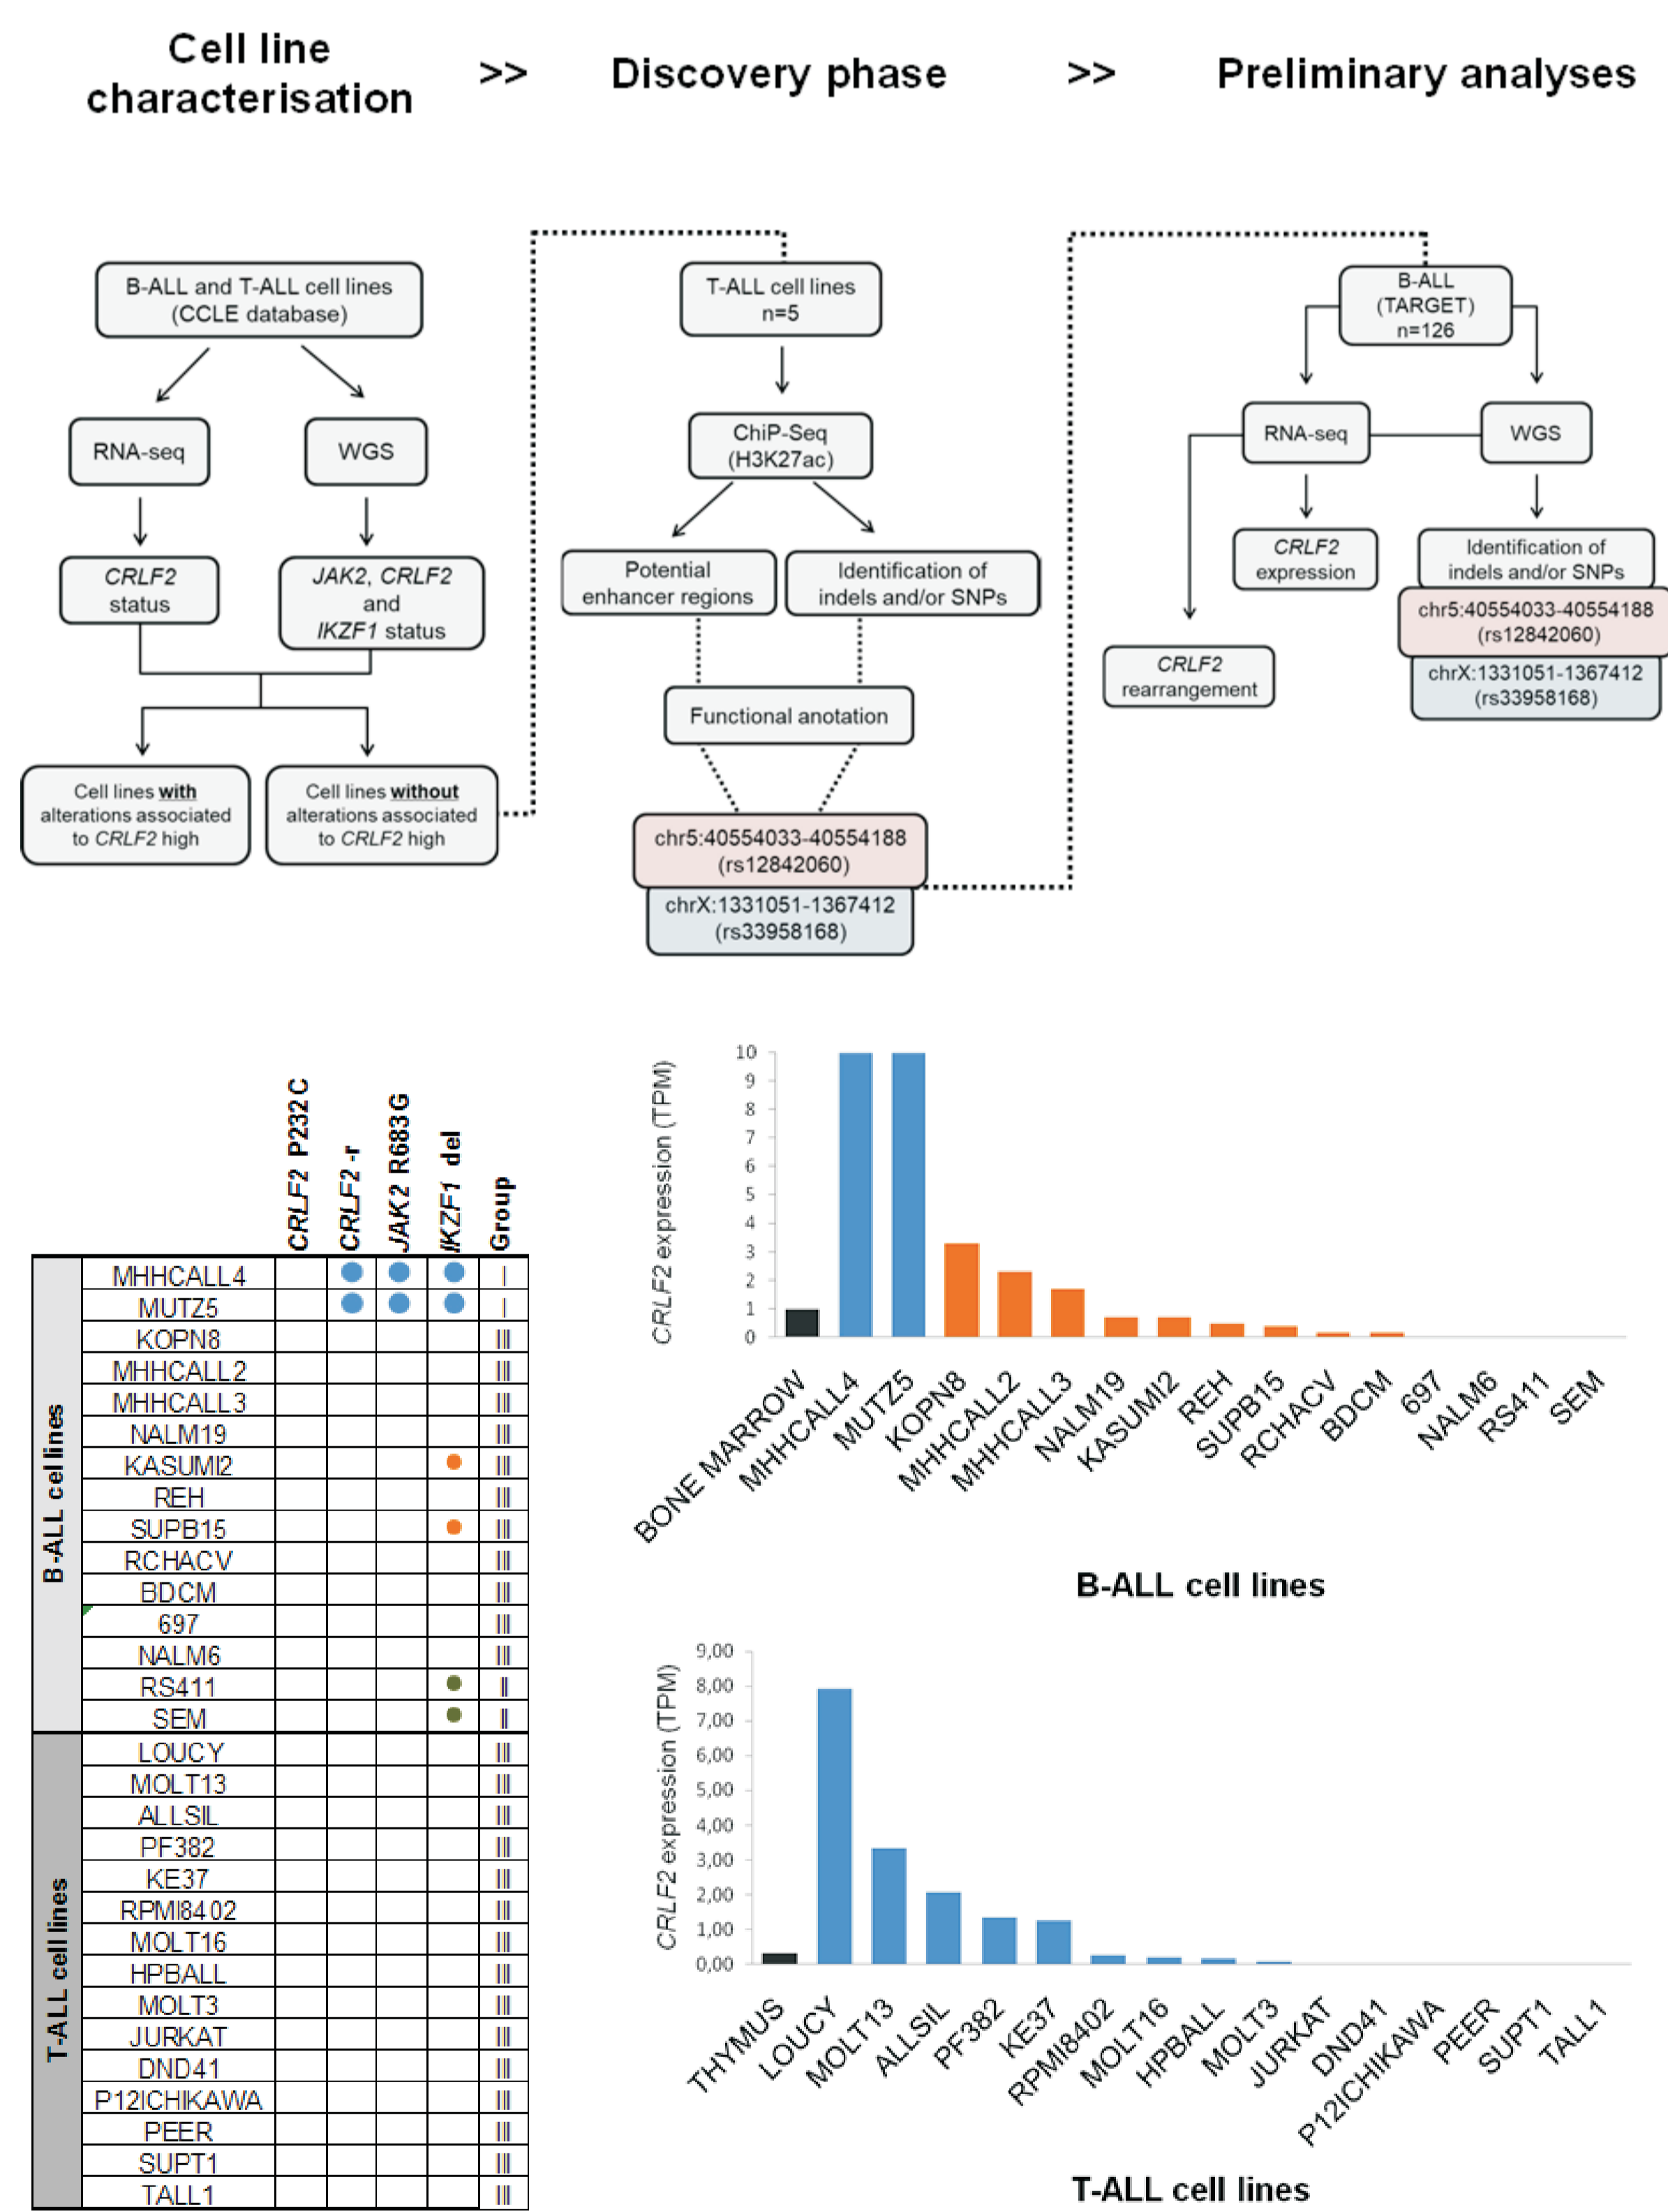 Cell line
characterisation
>>
Discovery phase
>>
Preliminary analyses
B-ALL and T-ALL cell lines
(CCLE database)
RNA-seq
WGS
CRLF2
status
JAK2, CRLF2
and
IKZF1 status
Cell lines with
alterations associated
to CRLF2 high
Cell lines without
alterations associated
to CRLF2 high
T-ALL cell lines
n=5
ChiP-Seq
(H3K27ac)
Potential
enhancer regions
Identification of
indels and/or SNPs
Functional anotation
chr5:40554033-40554188
(rs12842060)
chrX:1331051-1367412
(rs33958168)
B-ALL
(TARGET)
n=126
RNA-seq
WGS
CRLF2
expression
Identification of
indels and/or SNPs
chr5:40554033-40554188
(rs12842060)
chrX:1331051-1367412
(rs33958168)
CRLF2
rearrangement
CRLF2 P232C
CRLF2-r
JAK2 R683G
IKZF1 del
Group
B-ALL cel lines
MHHCALL4 I
MUTZ5 I
KOPN8 III
MHHCALL2 III
MHHCALL3 III
NALM19 III
KASUMI2 III
REH III
SUPB15 III
RCHACV III
BDCM III
697 III
NALM6 III
RS411 II
SEM II
T-ALL cell lines
LOUCY III
MOLT13 III
ALLSIL III
PF382 III
KE37 III
RPMI8402 III
MOLT16 III
HPBALL III
MOLT3 III
JURKAT III
DND41 III
P12ICHIKAWA III
PEER III
SUPT1 III
TALL1 III
CRLF2 expression (TPM)
10
9
8
7
6
5
4
3
2
1
0
BONE MARROW
MHHCALL4
MUTZ5
KOPN8
MHHCALL2
MHHCALL3
NALM19
KASUMI2
REH
SUPB15
RCHACV
BDCM
697
NALM6
RS411
SEM
B-ALL cell lines
CRLF2 expression (TPM)
9,00
8,00
7,00
6,00
5,00
4,00
3,00
2,00
1,00
0,00
THYMUS
LOUCY
MOLT13
ALLSIL
PF382
KE37
RPMI8402
MOLT16
HPBALL
MOLT3
JURKAT
DND41
P12ICHIKAWA
PEER
SUPT1
TALL1
T-ALL cell lines